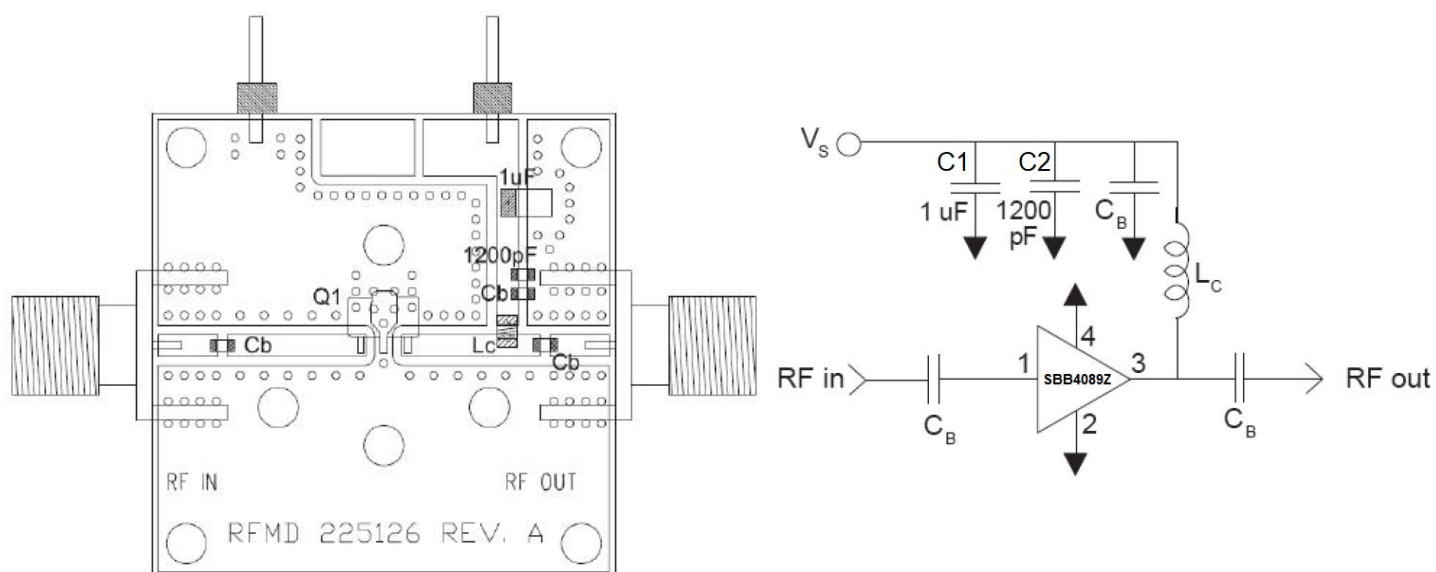 1uF
1200pF
Cb
Q1
Cb
Lc
Cb
RF IN
RF OUT
RFMD 225126 REV. A
VS
C1
C2
1 uF
1200
pF
CB
LC
4
RF in
1
SBB4089Z
3
RF out
CB
2
CB